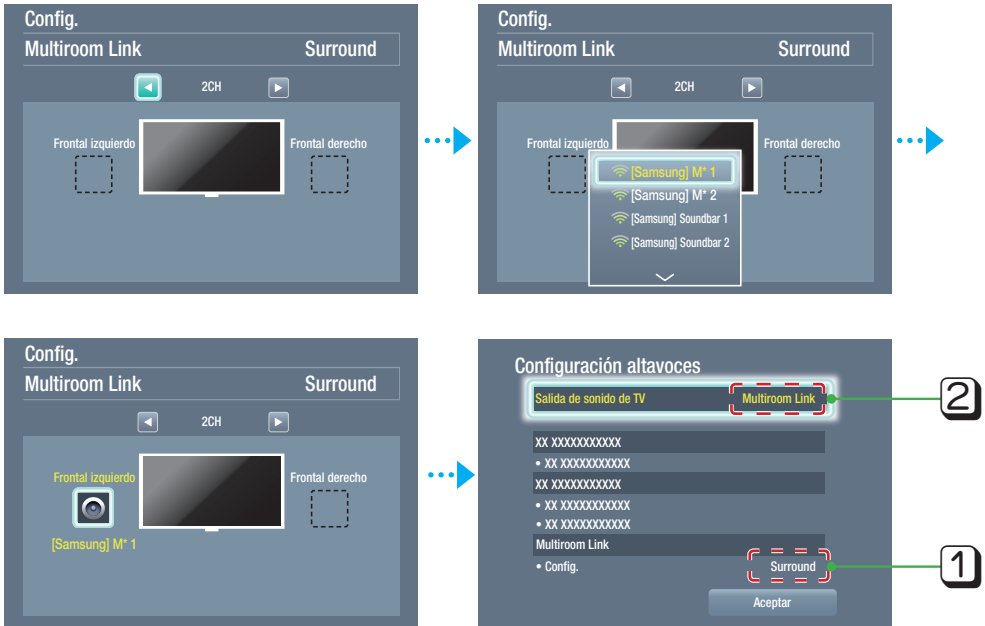 Config.
Multiroom Link Surround
2CH
Frontal izquierdo Frontal derecho
Config.
Multiroom Link Surround
2CH
Frontal izquierdo Frontal derecho
[Samsung] M* 1
[Samsung] M* 2
[Samsung] Soundbar 1
[Samsung] Soundbar 2
Config.
Multiroom Link Surround
2CH
Frontal izquierdo Frontal derecho
[Samsung] M* 1
Configuración altavoces
Salida de sonido de TV Multiroom Link
2
XX XXXXXXXXXXX
• XX XXXXXXXXXXX
XX XXXXXXXXXXX
• XX XXXXXXXXXXX
• XX XXXXXXXXXXX
Multiroom Link
• Config. Surround
1
Aceptar